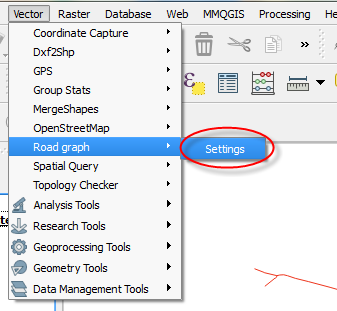 Vector Raster Database Web MMQGIS Processing He
Coordinate Capture
Dxf2Shp
GPS
Group Stats
MergeShapes
OpenStreetMap
Road graph
Settings
Spatial Query
Topology Checker
Analysis Tools
Research Tools
Geoprocessing Tools
Geometry Tools
Data Management Tools